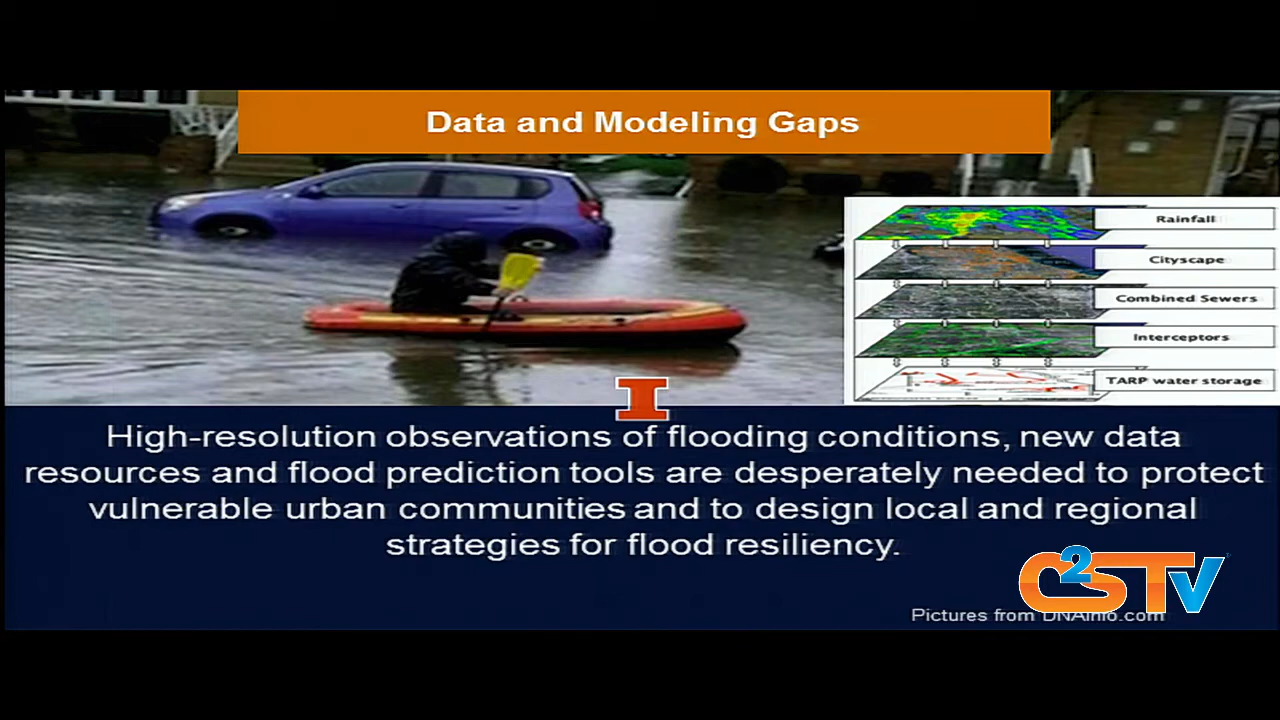 Data and Modeling Gaps
Rainfall
Cityscape
Combined Sewers
Interceptors
TARP water storage
I
High-resolution observations of flooding conditions, new data
resources and flood prediction tools are desperately needed to protect
vulnerable urban communities and to design local and regional
strategies for flood resiliency.
C2STV
Pictures from DNAinfo.com